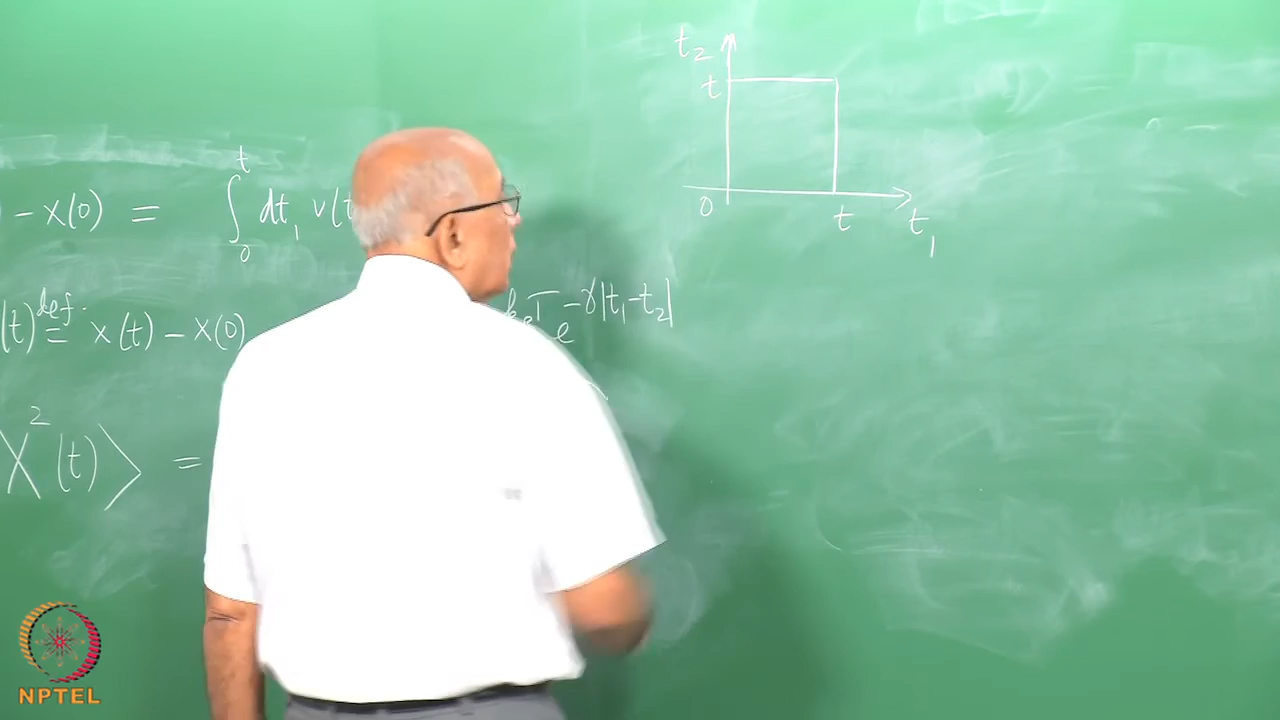 - x(0) = ∫₀ᵗ dt₁ v(t
(t) def. = x(t) - x(0)
k_BT e^{-γ|t₁-t₂|}
X²(t)⟩ =
t₂
t
0
t
t₁
NPTEL